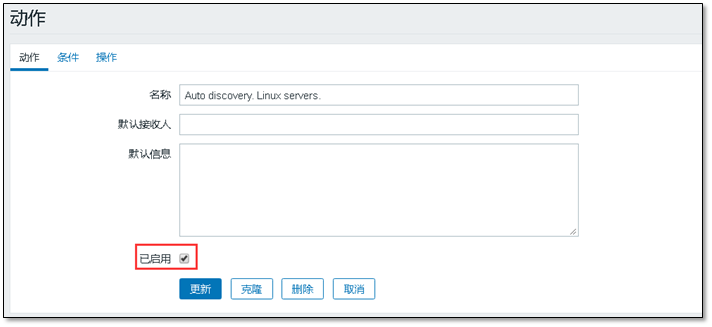 动作
动作 条件 操作
名称 Auto discovery. Linux servers.
默认接收人
默认信息
已启用
更新 克隆 删除 取消